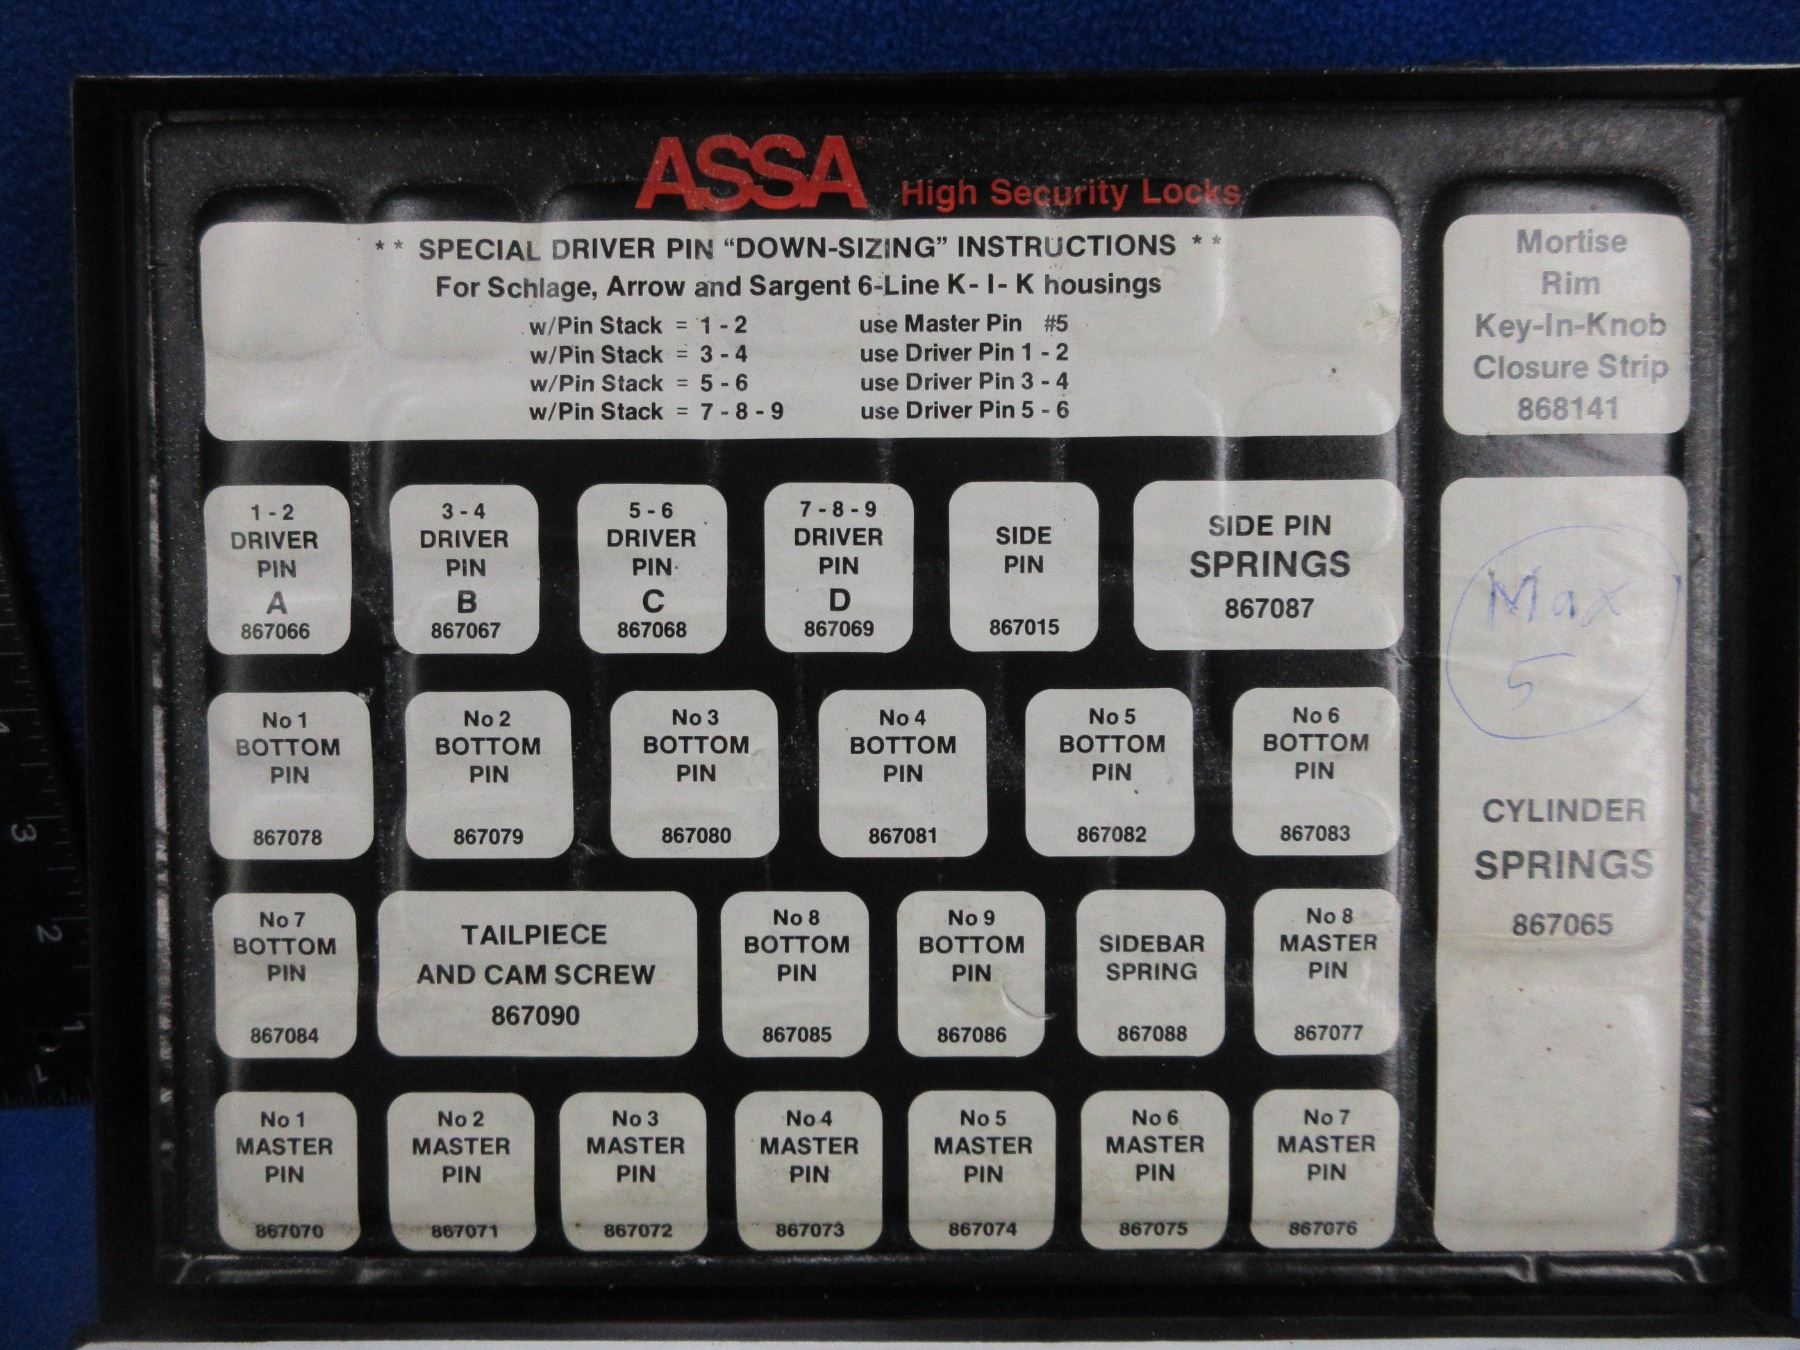 ASSA® High Security Locks
** SPECIAL DRIVER PIN “DOWN-SIZING” INSTRUCTIONS **
For Schlage, Arrow and Sargent 6-Line K- I- K housings
w/Pin Stack = 1 - 2 use Master Pin #5
w/Pin Stack = 3 - 4 use Driver Pin 1 - 2
w/Pin Stack = 5 - 6 use Driver Pin 3 - 4
w/Pin Stack = 7 - 8 - 9 use Driver Pin 5 - 6
Mortise
Rim
Key-In-Knob
Closure Strip
868141
1 - 2
DRIVER
PIN
A
867066
3 - 4
DRIVER
PIN
B
867067
5 - 6
DRIVER
PIN
C
867068
7 - 8 - 9
DRIVER
PIN
D
867069
SIDE
PIN
867015
SIDE PIN
SPRINGS
867087
Max
5
CYLINDER
SPRINGS
867065
No 1
BOTTOM
PIN
867078
No 2
BOTTOM
PIN
867079
No 3
BOTTOM
PIN
867080
No 4
BOTTOM
PIN
867081
No 5
BOTTOM
PIN
867082
No 6
BOTTOM
PIN
867083
No 7
BOTTOM
PIN
867084
TAILPIECE
AND CAM SCREW
867090
No 8
BOTTOM
PIN
867085
No 9
BOTTOM
PIN
867086
SIDEBAR
SPRING
867088
No 8
MASTER
PIN
867077
No 1
MASTER
PIN
867070
No 2
MASTER
PIN
867071
No 3
MASTER
PIN
867072
No 4
MASTER
PIN
867073
No 5
MASTER
PIN
867074
No 6
MASTER
PIN
867075
No 7
MASTER
PIN
867076
4
3
2
1